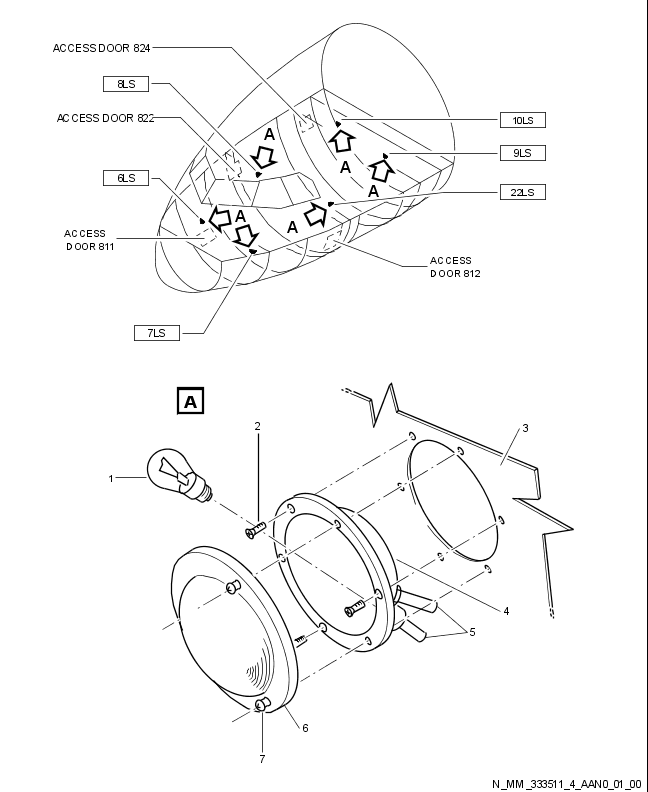 ACCESS DOOR 824
8LS
ACCESS DOOR 822
6LS
ACCESS
DOOR 811
7LS
A
A
A
A
A
10LS
9LS
22LS
ACCESS
DOOR 812
A
1
2
3
4
5
6
7
N_MM_333511_4_AAN0_01_00